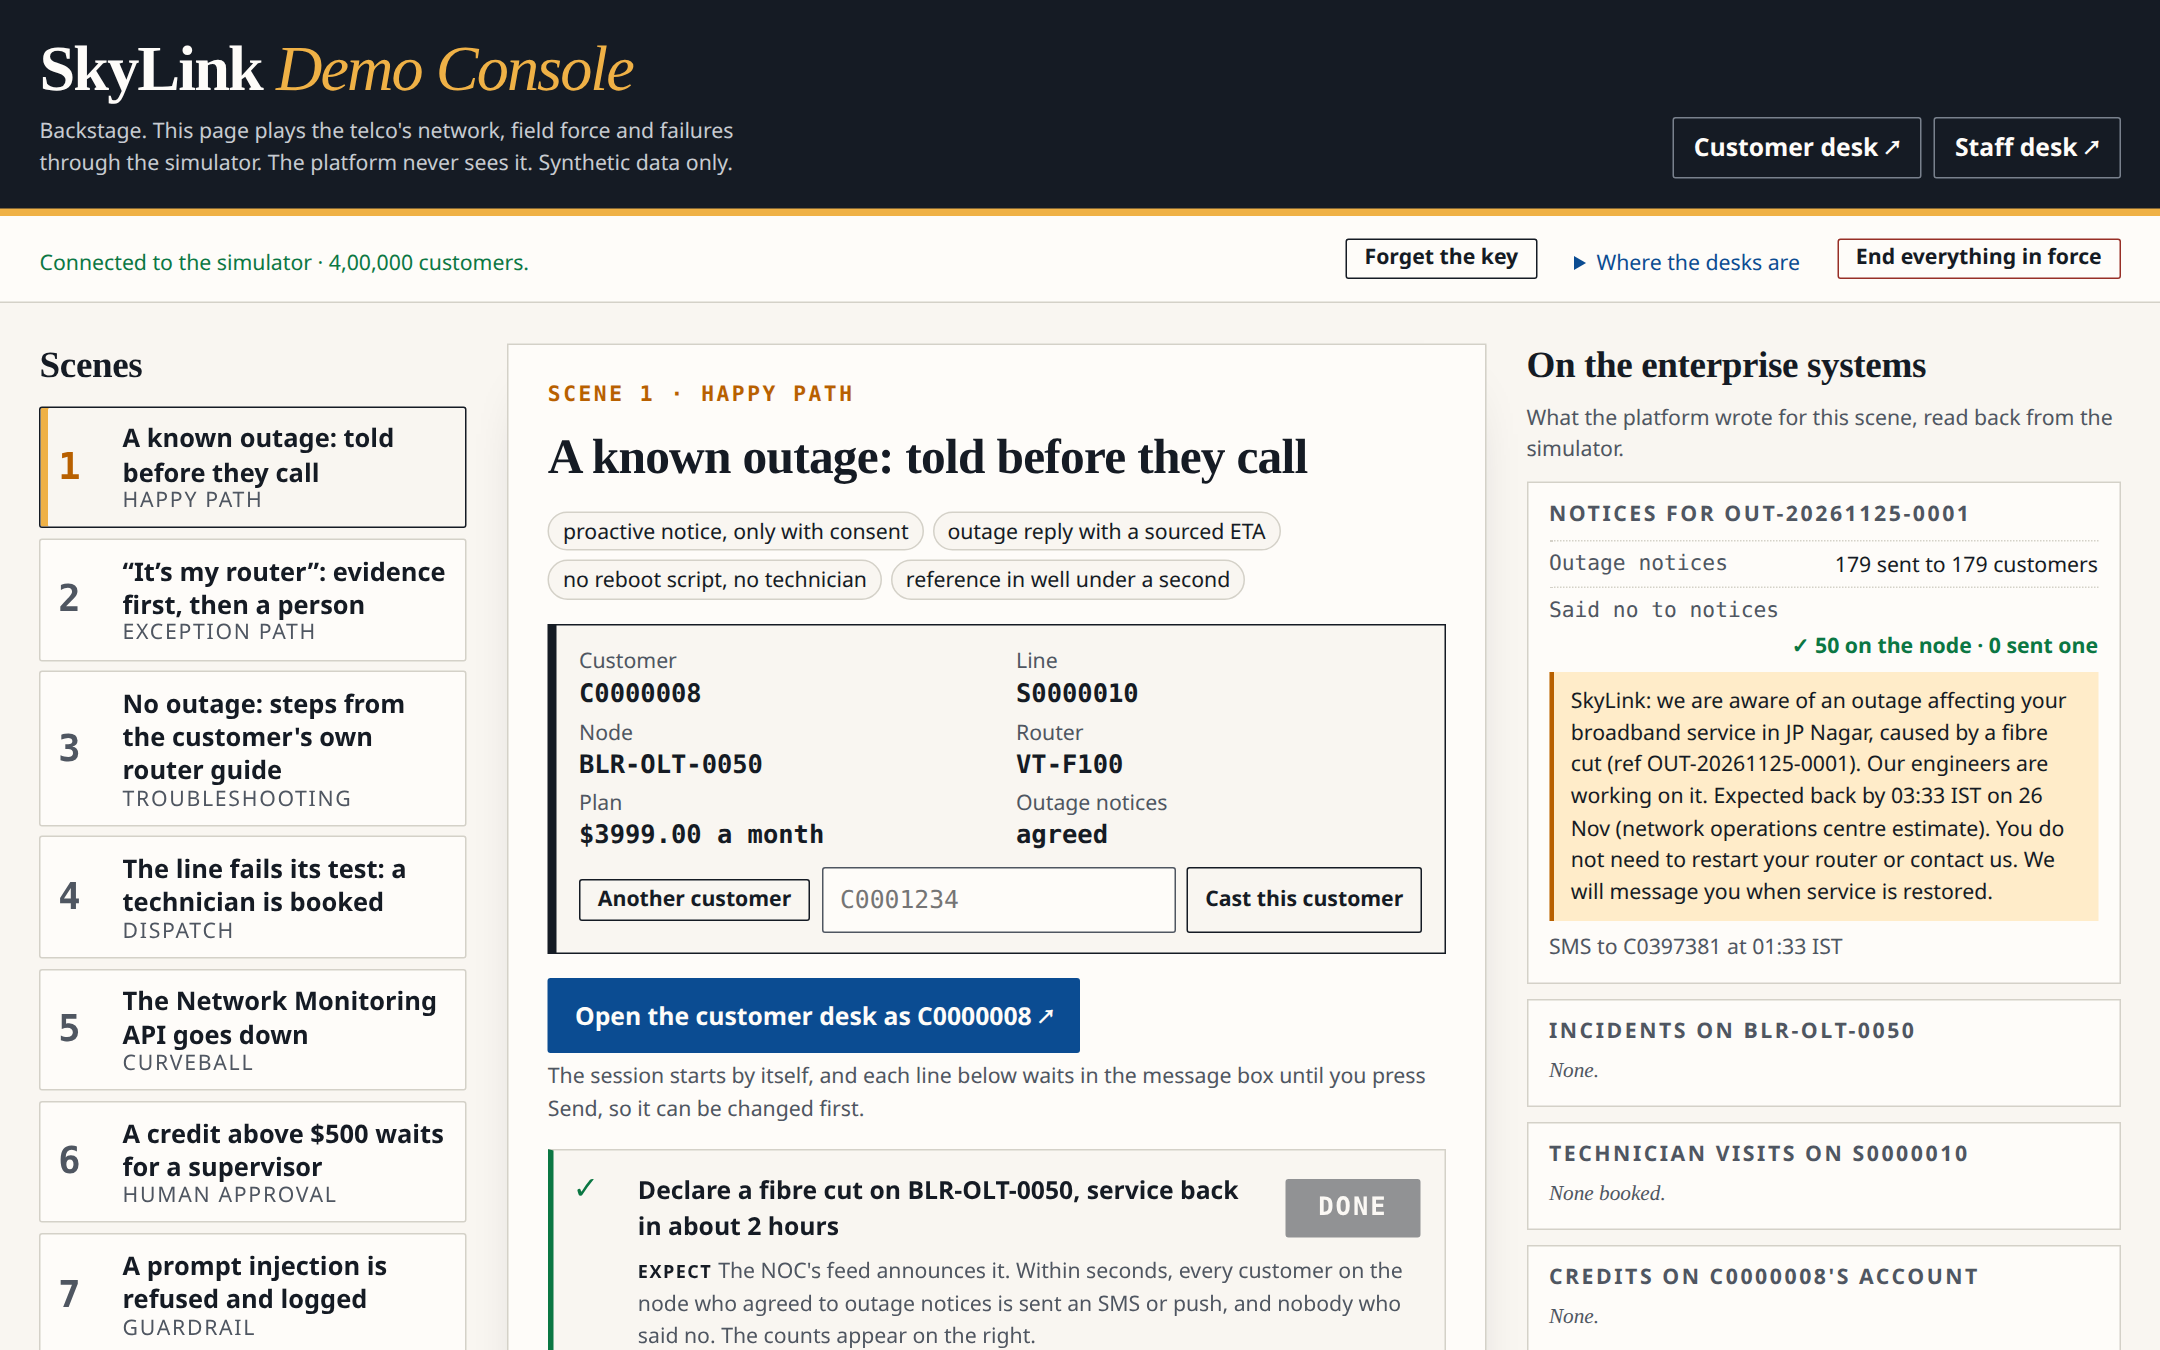 SkyLink Demo Console
Backstage. This page plays the telco's network, field force and failures
through the simulator. The platform never sees it. Synthetic data only.
Customer desk ↗
Staff desk ↗
Connected to the simulator · 4,00,000 customers.
Forget the key
▶ Where the desks are
End everything in force
Scenes
1
A known outage: told
before they call
HAPPY PATH
2
“It’s my router”: evidence
first, then a person
EXCEPTION PATH
3
No outage: steps from
the customer's own
router guide
TROUBLESHOOTING
4
The line fails its test: a
technician is booked
DISPATCH
5
The Network Monitoring
API goes down
CURVEBALL
6
A credit above $500 waits
for a supervisor
HUMAN APPROVAL
7
A prompt injection is
refused and logged
GUARDRAIL
SCENE 1 · HAPPY PATH
A known outage: told before they call
proactive notice, only with consent
outage reply with a sourced ETA
no reboot script, no technician
reference in well under a second
Customer
C0000008
Line
S0000010
Node
BLR-OLT-0050
Router
VT-F100
Plan
$3999.00 a month
Outage notices
agreed
Another customer
C0001234
Cast this customer
Open the customer desk as C0000008 ↗
The session starts by itself, and each line below waits in the message box until you press
Send, so it can be changed first.
✓
Declare a fibre cut on BLR-OLT-0050, service back
in about 2 hours
DONE
EXPECT The NOC's feed announces it. Within seconds, every customer on the
node who agreed to outage notices is sent an SMS or push, and nobody who
said no. The counts appear on the right.
On the enterprise systems
What the platform wrote for this scene, read back from the
simulator.
NOTICES FOR OUT-20261125-0001
Outage notices
179 sent to 179 customers
Said no to notices
✓ 50 on the node · 0 sent one
SkyLink: we are aware of an outage affecting your
broadband service in JP Nagar, caused by a fibre
cut (ref OUT-20261125-0001). Our engineers are
working on it. Expected back by 03:33 IST on 26
Nov (network operations centre estimate). You do
not need to restart your router or contact us. We
will message you when service is restored.
SMS to C0397381 at 01:33 IST
INCIDENTS ON BLR-OLT-0050
None.
TECHNICIAN VISITS ON S0000010
None booked.
CREDITS ON C0000008'S ACCOUNT
None.